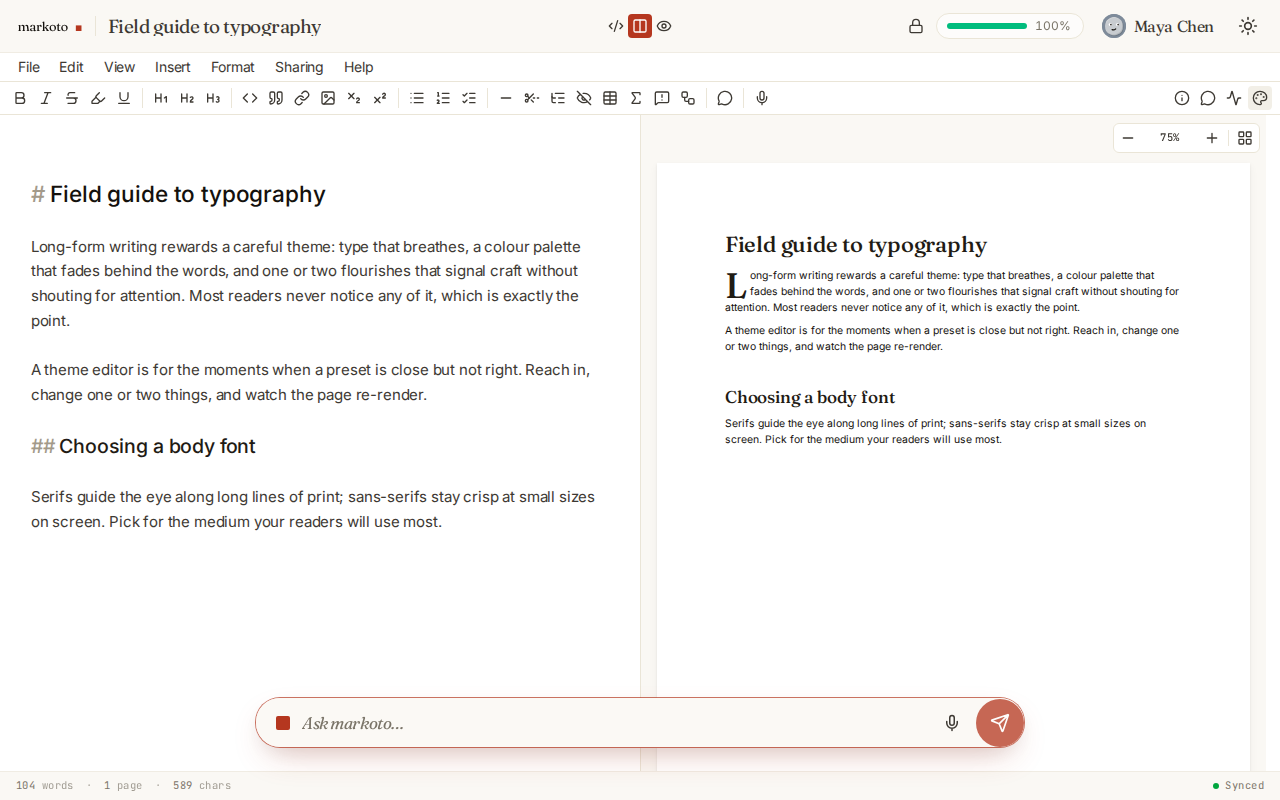 markoto
Field guide to typography
100%
Maya Chen
File Edit View Insert Format Sharing Help
H1 H2 H3
75%
# Field guide to typography
Long-form writing rewards a careful theme: type that breathes, a colour palette
that fades behind the words, and one or two flourishes that signal craft without
shouting for attention. Most readers never notice any of it, which is exactly the
point.
A theme editor is for the moments when a preset is close but not right. Reach in,
change one or two things, and watch the page re-render.
## Choosing a body font
Serifs guide the eye along long lines of print; sans-serifs stay crisp at small sizes
on screen. Pick for the medium your readers will use most.
Field guide to typography
Long-form writing rewards a careful theme: type that breathes, a colour palette that
fades behind the words, and one or two flourishes that signal craft without shouting for
attention. Most readers never notice any of it, which is exactly the point.
A theme editor is for the moments when a preset is close but not right. Reach in, change one
or two things, and watch the page re-render.
Choosing a body font
Serifs guide the eye along long lines of print; sans-serifs stay crisp at small sizes on
screen. Pick for the medium your readers will use most.
Ask markoto...
104 words · 1 page · 589 chars
Synced